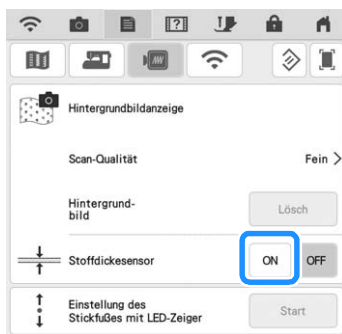 Hintergrundbildanzeige
Scan-Qualität
Fein >
Hintergrund-
bild
Lösch
Stoffdickesensor
ON
OFF
Einstellung des
Stickfußes mit LED-Zeiger
Start